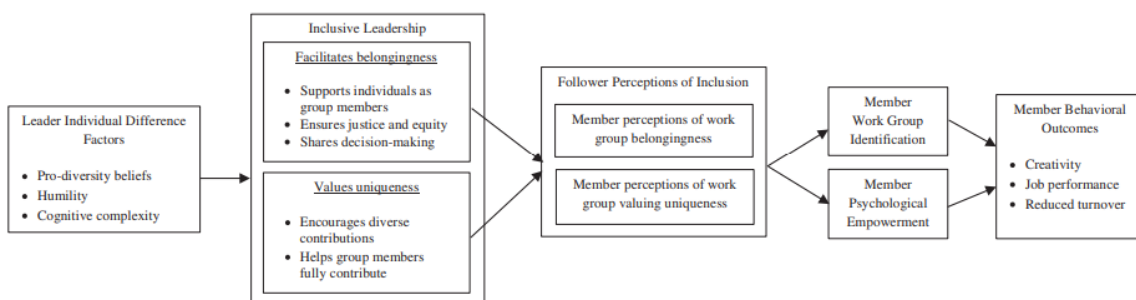 Leader Individual Difference
Factors
• Pro-diversity beliefs
• Humility
• Cognitive complexity
Inclusive Leadership
Facilitates belongingness
• Supports individuals as
group members
• Ensures justice and equity
• Shares decision-making
Values uniqueness
• Encourages diverse
contributions
• Helps group members
fully contribute
Follower Perceptions of Inclusion
Member perceptions of work
group belongingness
Member perceptions of work
group valuing uniqueness
Member
Work Group
Identification
Member
Psychological
Empowerment
Member Behavioral
Outcomes
• Creativity
• Job performance
• Reduced turnover